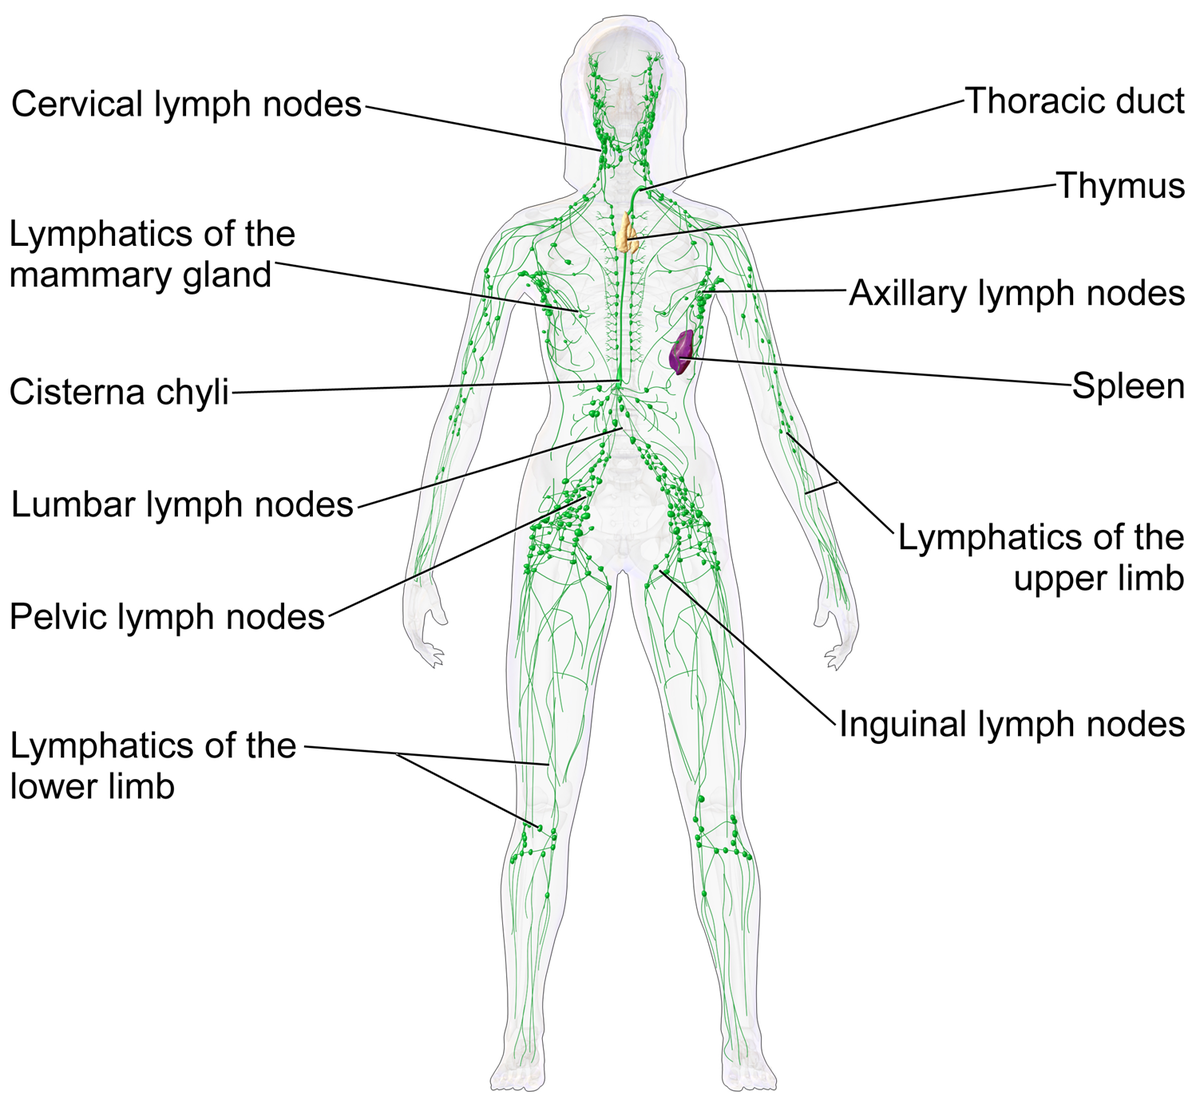 Cervical lymph nodes
Lymphatics of the
mammary gland
Cisterna chyli
Lumbar lymph nodes
Pelvic lymph nodes
Lymphatics of the
lower limb
Thoracic duct
Thymus
Axillary lymph nodes
Spleen
Lymphatics of the
upper limb
Inguinal lymph nodes